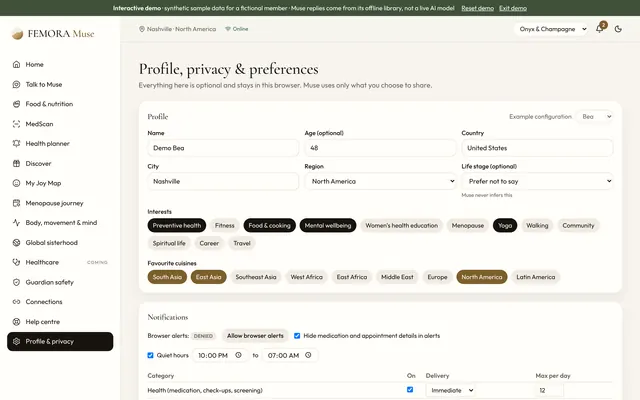 Interactive demo · synthetic sample data for a fictional member · Muse replies come from its offline library, not a live AI model Reset demo Exit demo
FEMORA Muse
Nashville · North America Online
Onyx & Champagne
2
Home
Talk to Muse
Food & nutrition
MedScan
Health planner
Discover
My Joy Map
Menopause journey
Body, movement & mind
Global sisterhood
Healthcare COMING
Guardian safety
Connections
Help centre
Profile & privacy
Profile, privacy & preferences
Everything here is optional and stays in this browser. Muse uses only what you choose to share.
Profile
Example configuration Bea
Name Age (optional) Country
Demo Bea 48 United States
City Region Life stage (optional)
Nashville North America Prefer not to say
Muse never infers this
Interests
Preventive health Fitness Food & cooking Mental wellbeing Women's health education Menopause Yoga Walking Community
Spiritual life Career Travel
Favourite cuisines
South Asia East Asia Southeast Asia West Africa East Africa Middle East Europe North America Latin America
Notifications
Browser alerts: DENIED Allow browser alerts Hide medication and appointment details in alerts
Quiet hours 10:00 PM to 07:00 AM
Category On Delivery Max per day
Health (medication, check-ups, screening) Immediate 12